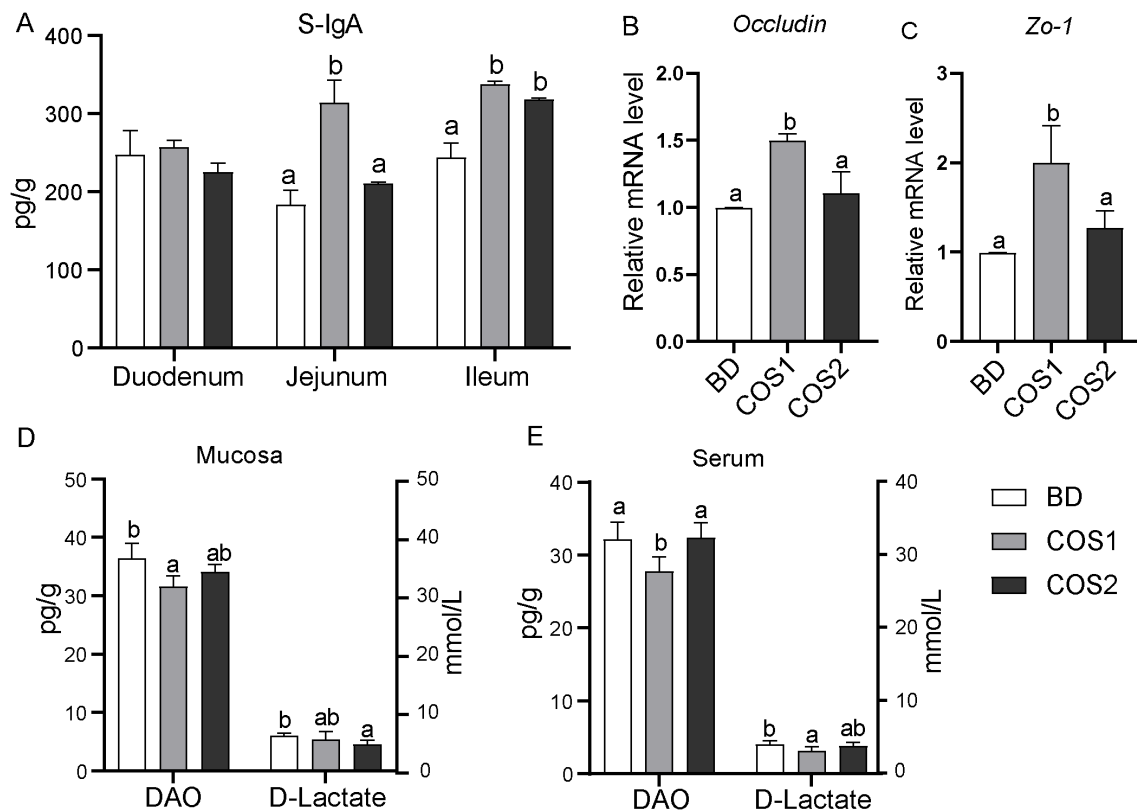 A
S-IgA
pg/g
400
300
200
100
0
b
b
b
a
a
a
Duodenum
Jejunum
Ileum
B
Occludin
Relative mRNA level
2.0
1.5
1.0
0.5
0.0
a
b
a
BD
COS1
COS2
C
Zo-1
Relative mRNA level
3
2
1
0
a
b
a
BD
COS1
COS2
D
Mucosa
pg/g
50
40
30
20
10
0
b
a
ab
b
ab
a
50
40
30
20
10
0
mmol/L
DAO
D-Lactate
E
Serum
pg/g
40
30
20
10
0
a
b
a
b
a
ab
40
30
20
10
0
mmol/L
DAO
D-Lactate
BD
COS1
COS2